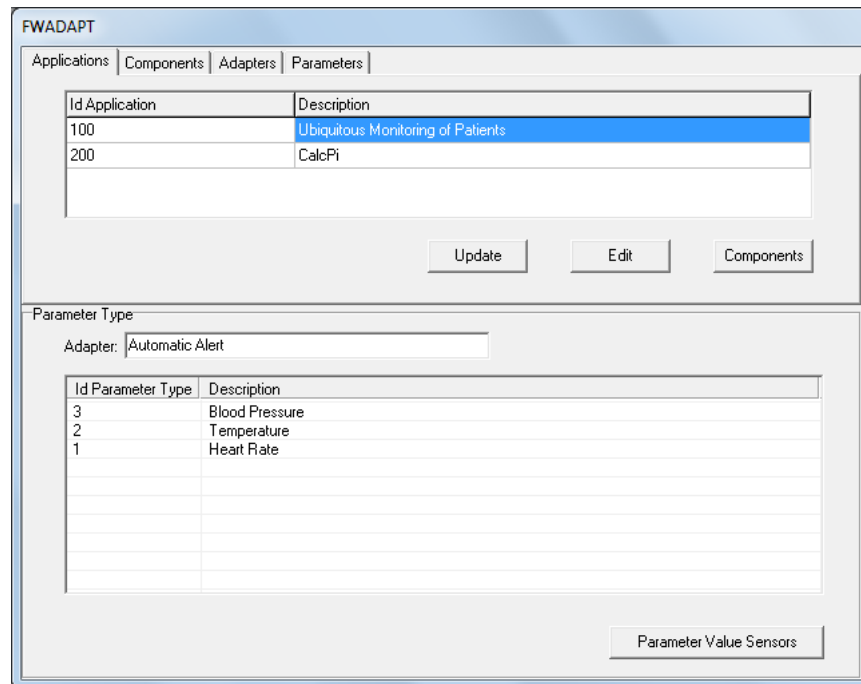 FWADAPT
Applications Components Adapters Parameters
Id Application Description
100 Ubiquitous Monitoring of Patients
200 CalcPi
Update Edit Components
Parameter Type
Adapter: Automatic Alert
Id Parameter Type Description
3 Blood Pressure
2 Temperature
1 Heart Rate
Parameter Value Sensors